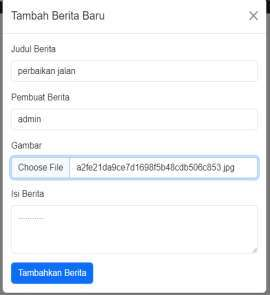 Tambah Berita Baru
Judul Berita
perbaikan jalan
Pembuat Berita
admin
Gambar
Choose File a2fe21da9ce7d1698f5b48cdb506c853.jpg
Isi Berita
............
Tambahkan Berita